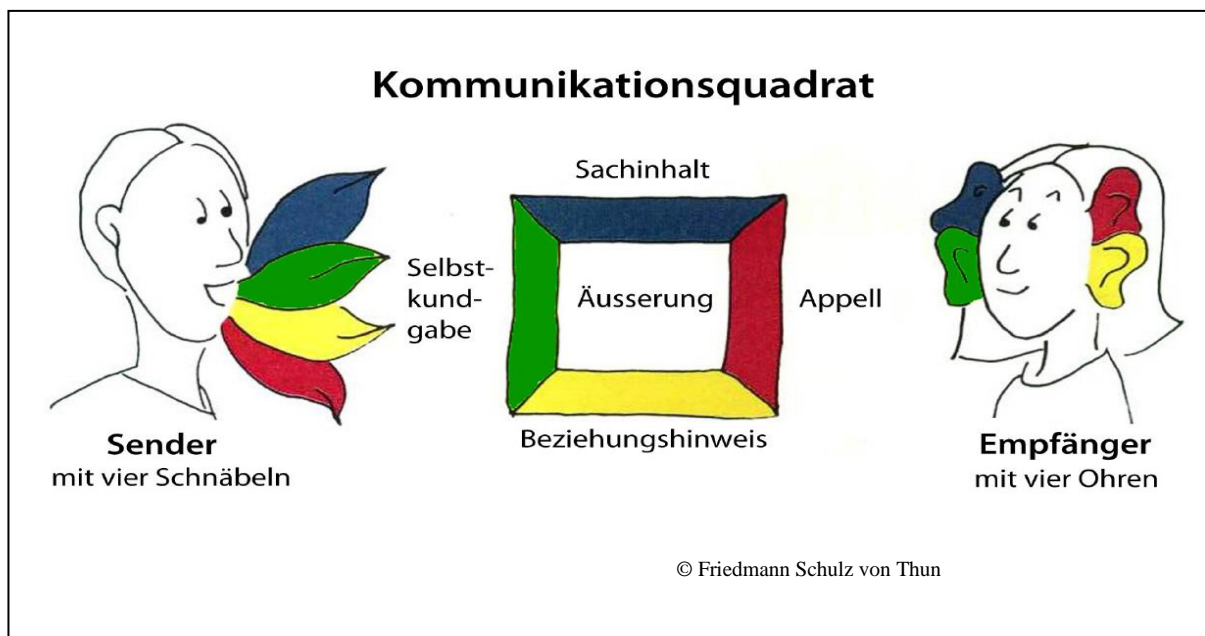 Kommunikationsquadrat
Sachinhalt
Selbst-
kund-
gabe
Äusserung
Appell
Beziehungshinweis
Sender
mit vier Schnäbeln
Empfänger
mit vier Ohren
© Friedmann Schulz von Thun